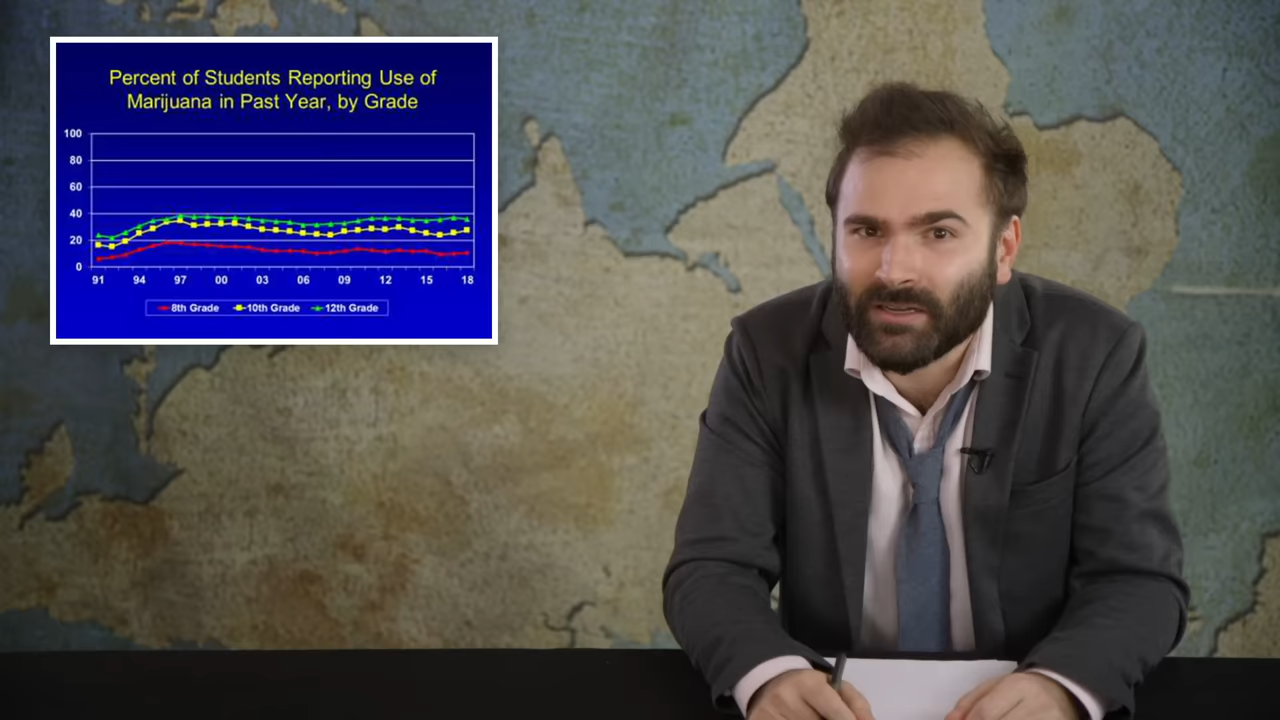 Percent of Students Reporting Use of
Marijuana in Past Year, by Grade
100
80
60
40
20
0
91 94 97 00 03 06 09 12 15 18
8th Grade 10th Grade 12th Grade